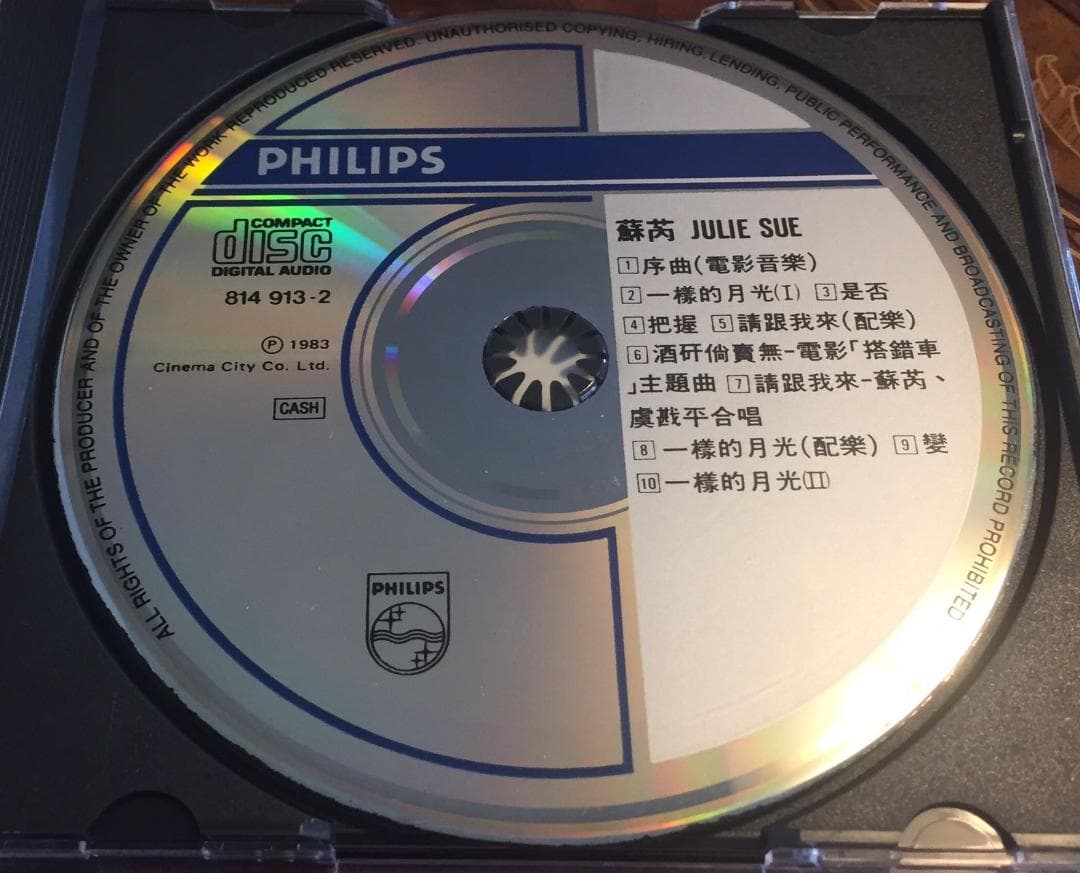 ALL RIGHTS OF THE PRODUCER AND OF THE OWNER OF THE WORK REPRODUCED RESERVED. UNAUTHORISED COPYING, HIRING, LENDING, PUBLIC PERFORMANCE AND BROADCASTING OF THIS RECORD PROHIBITED
PHILIPS
COMPACT
disc
DIGITAL AUDIO
814 913-2
Ⓟ 1983
Cinema City Co. Ltd.
CASH
PHILIPS
蘇芮 JULIE SUE
1 序曲(電影音樂)
2 一樣的月光(I) 3 是否
4 把握 5 請跟我來(配樂)
6 酒矸倘賣無-電影「搭錯車
」主題曲 7 請跟我來-蘇芮、
虞戡平合唱
8 一樣的月光(配樂) 9 變
10 一樣的月光(II)